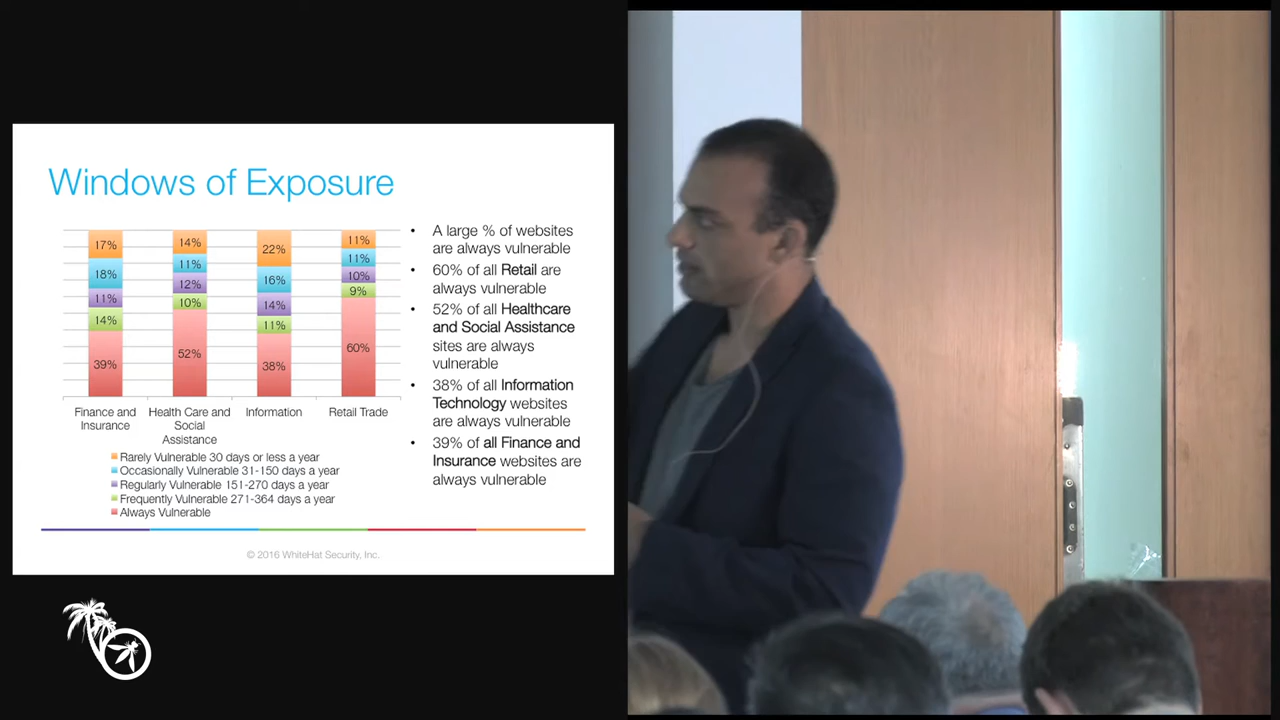 Windows of Exposure
17%
14%
22%
11%
18%
11%
16%
11%
11%
12%
14%
10%
14%
10%
11%
9%
39%
52%
38%
60%
Finance and
Insurance
Health Care and
Social
Assistance
Information
Retail Trade
Rarely Vulnerable 30 days or less a year
Occasionally Vulnerable 31-150 days a year
Regularly Vulnerable 151-270 days a year
Frequently Vulnerable 271-364 days a year
Always Vulnerable
• A large % of websites
are always vulnerable
• 60% of all Retail are
always vulnerable
• 52% of all Healthcare
and Social Assistance
sites are always
vulnerable
• 38% of all Information
Technology websites
are always vulnerable
• 39% of all Finance and
Insurance websites are
always vulnerable
© 2016 WhiteHat Security, Inc.